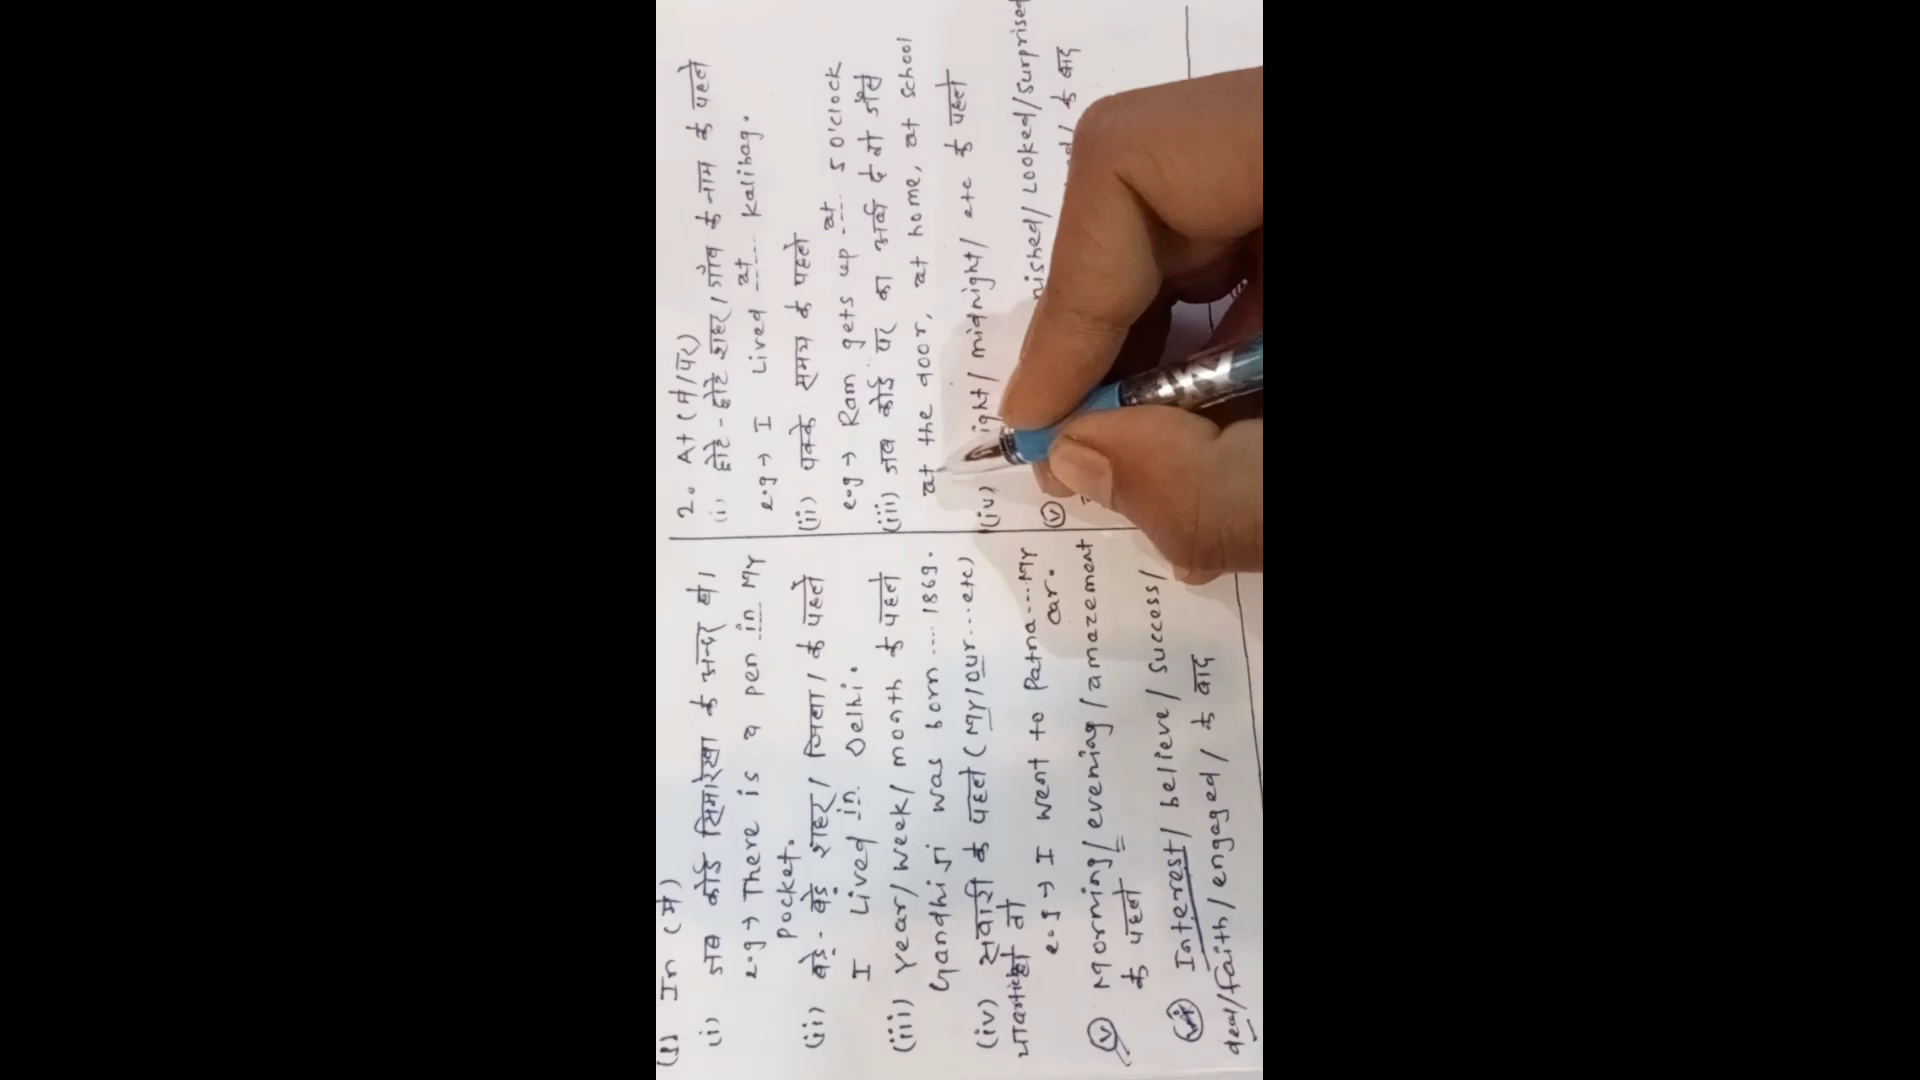 (1) In (में)
(i) जब कोई सिमारेखा के अन्दर बंध।
e.g → There is a pen in My
Pocket.
(ii) बड़े-बड़े शहर/जिला/ के पहले
I Lived in Delhi.
(iii) Year/Week/month के पहले
Gandhi ji was born .... 1869.
(iv) सवारी के पहले (My/Our...etc)
हो तो
e.g → I went to Patna....My
car.
(v) Morning/evening/amazement
के पहले
Interest/believe/Success/
deal/Faith/engaged/ के बाद
2. At (में/पर)
(i) छोटे-छोटे शहर/गाँव के नाम के पहले
e.g → I Lived at Kalibag.
(ii) पक्के समय के पहले
e.g → Ram gets up at 5 O'clock
(iii) जब कोई पर का अर्थ दे तो जैसे
at the door, at home, at school
(iv) ight/midnight/etc के पहले
(v) nished/Looked/Surprised
के बाद